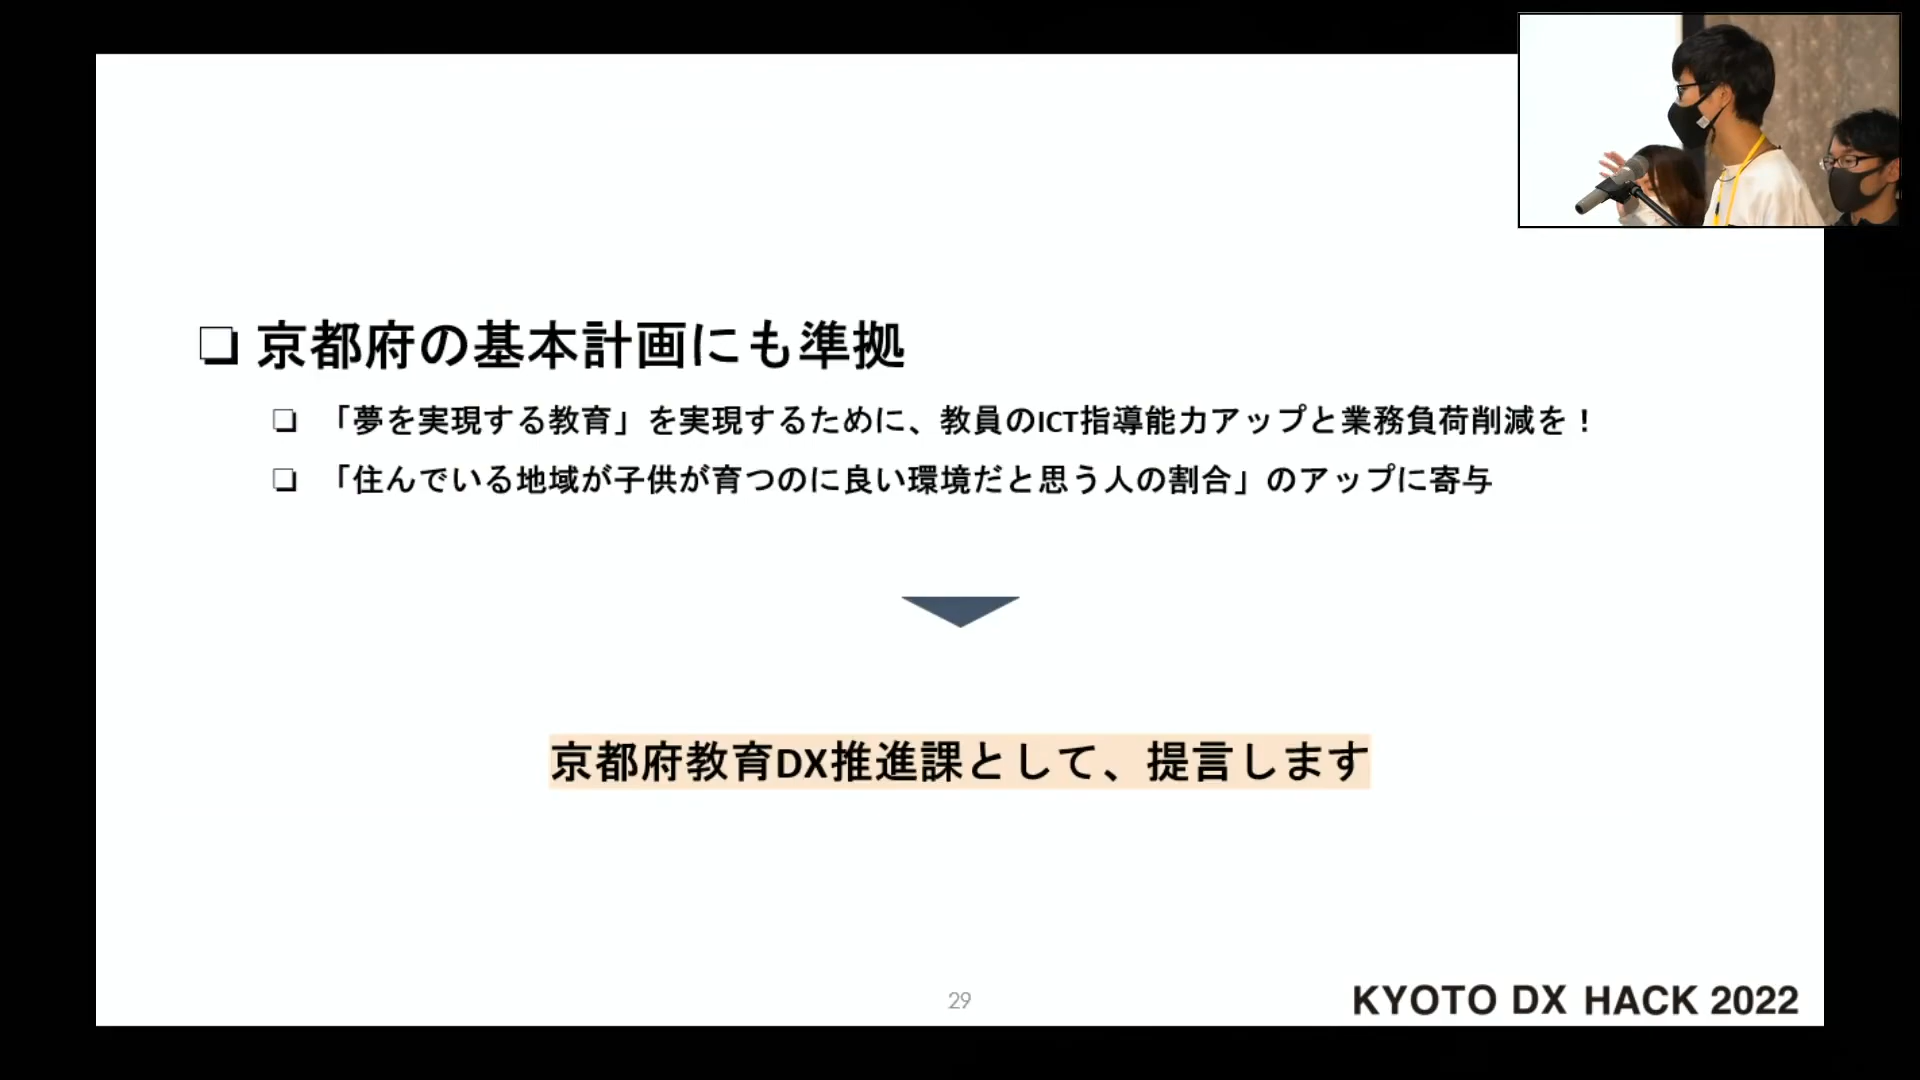 ❏ 京都府の基本計画にも準拠
❏ 「夢を実現する教育」を実現するために、教員のICT指導能力アップと業務負荷削減を！
❏ 「住んでいる地域が子供が育つのに良い環境だと思う人の割合」のアップに寄与
京都府教育DX推進課として、提言します
29
KYOTO DX HACK 2022